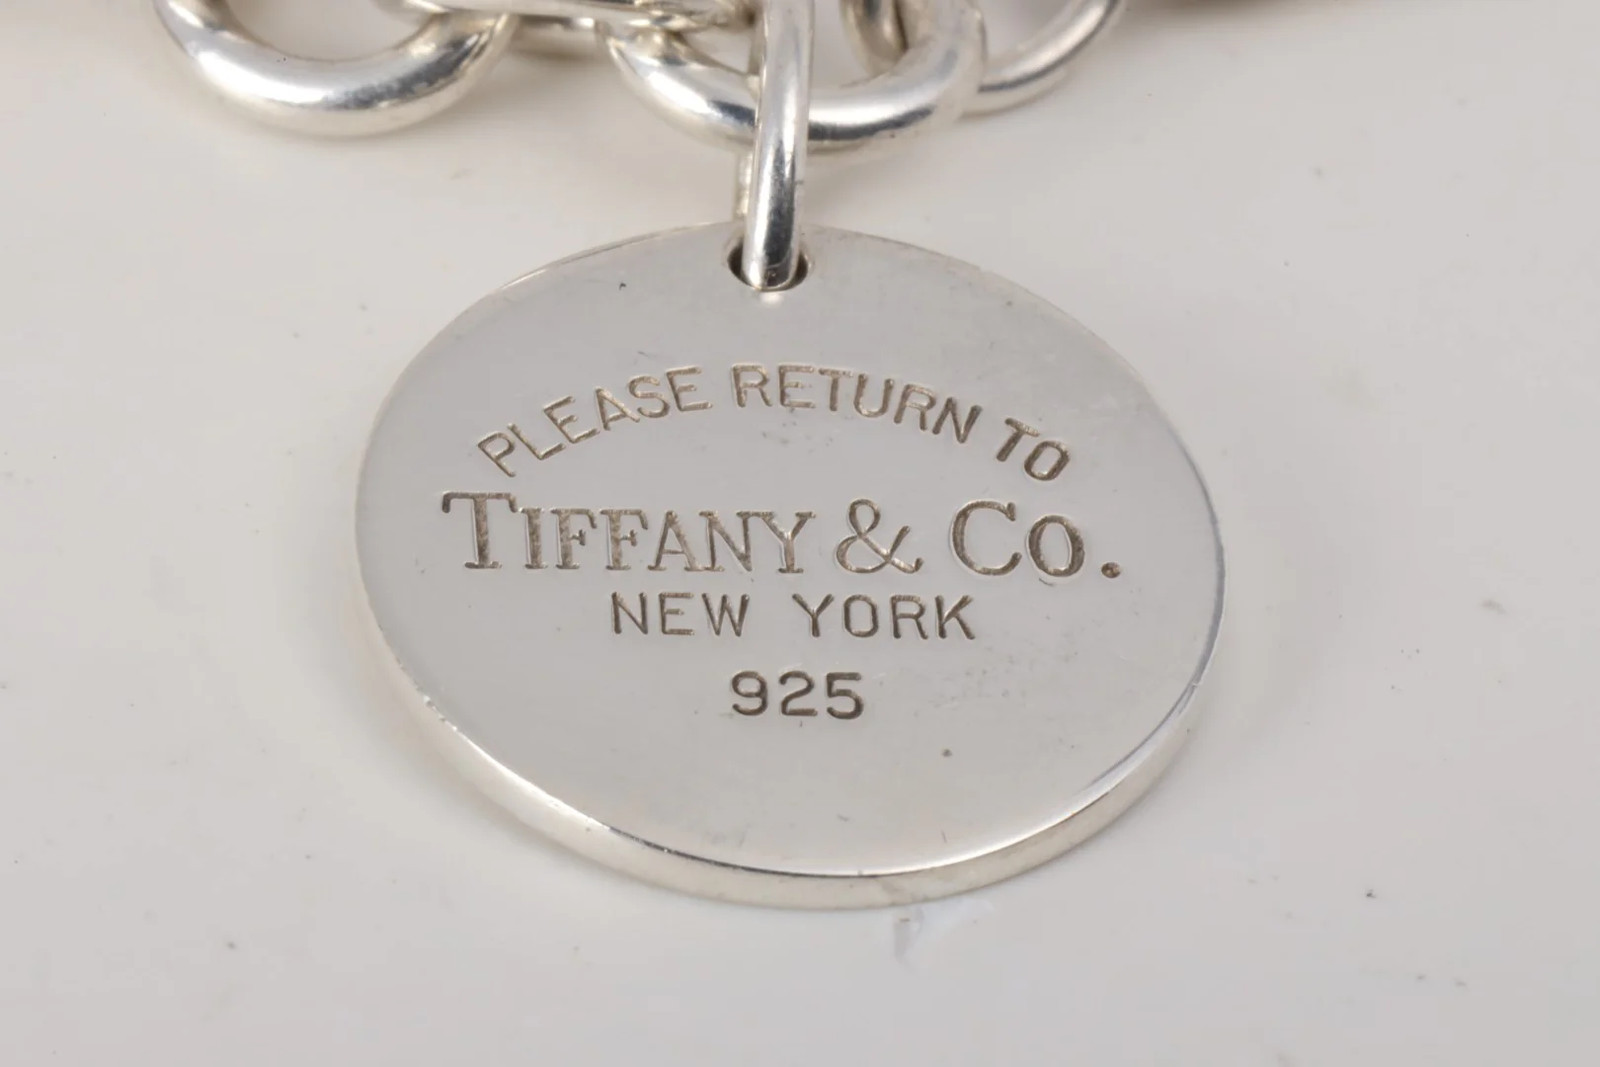 PLEASE RETURN TO
TIFFANY & CO.
NEW YORK
925